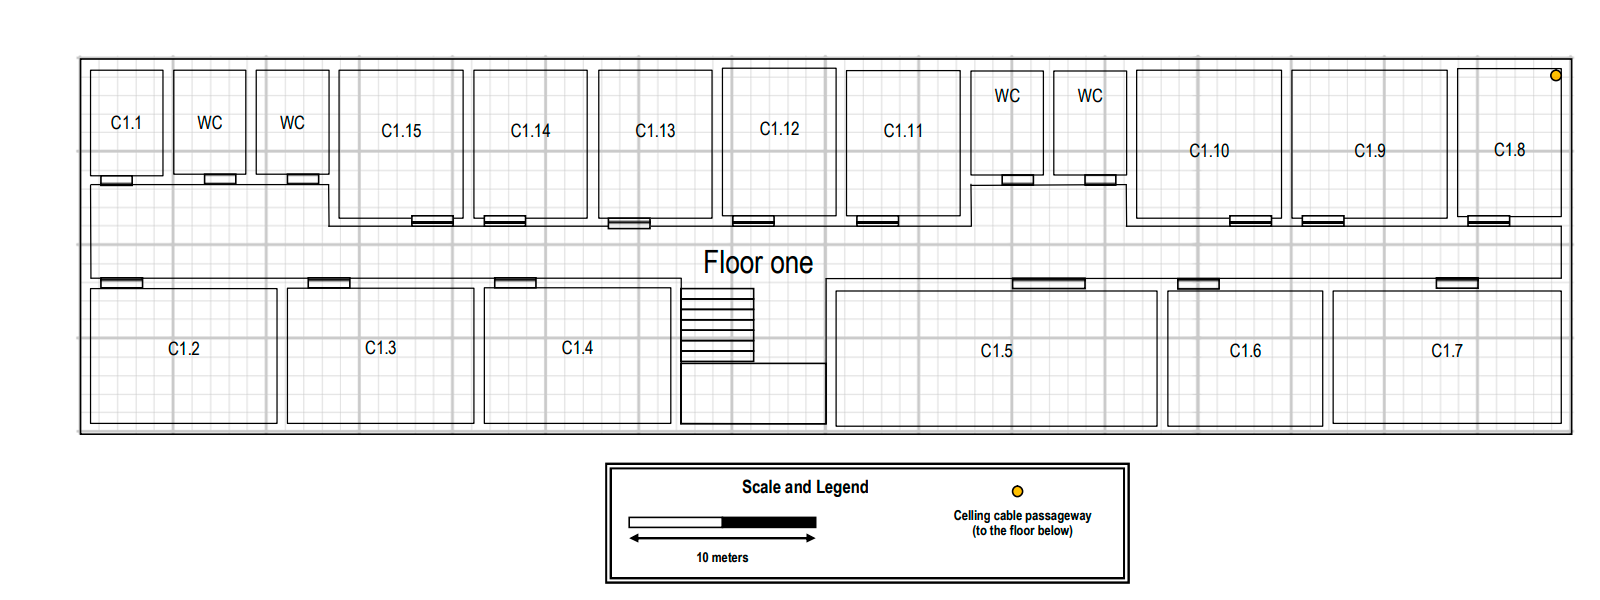 C1.1
WC
WC
C1.15
C1.14
C1.13
C1.12
C1.11
WC
WC
C1.10
C1.9
C1.8
Floor one
C1.2
C1.3
C1.4
C1.5
C1.6
C1.7
Scale and Legend
10 meters
Celling cable passageway
(to the floor below)